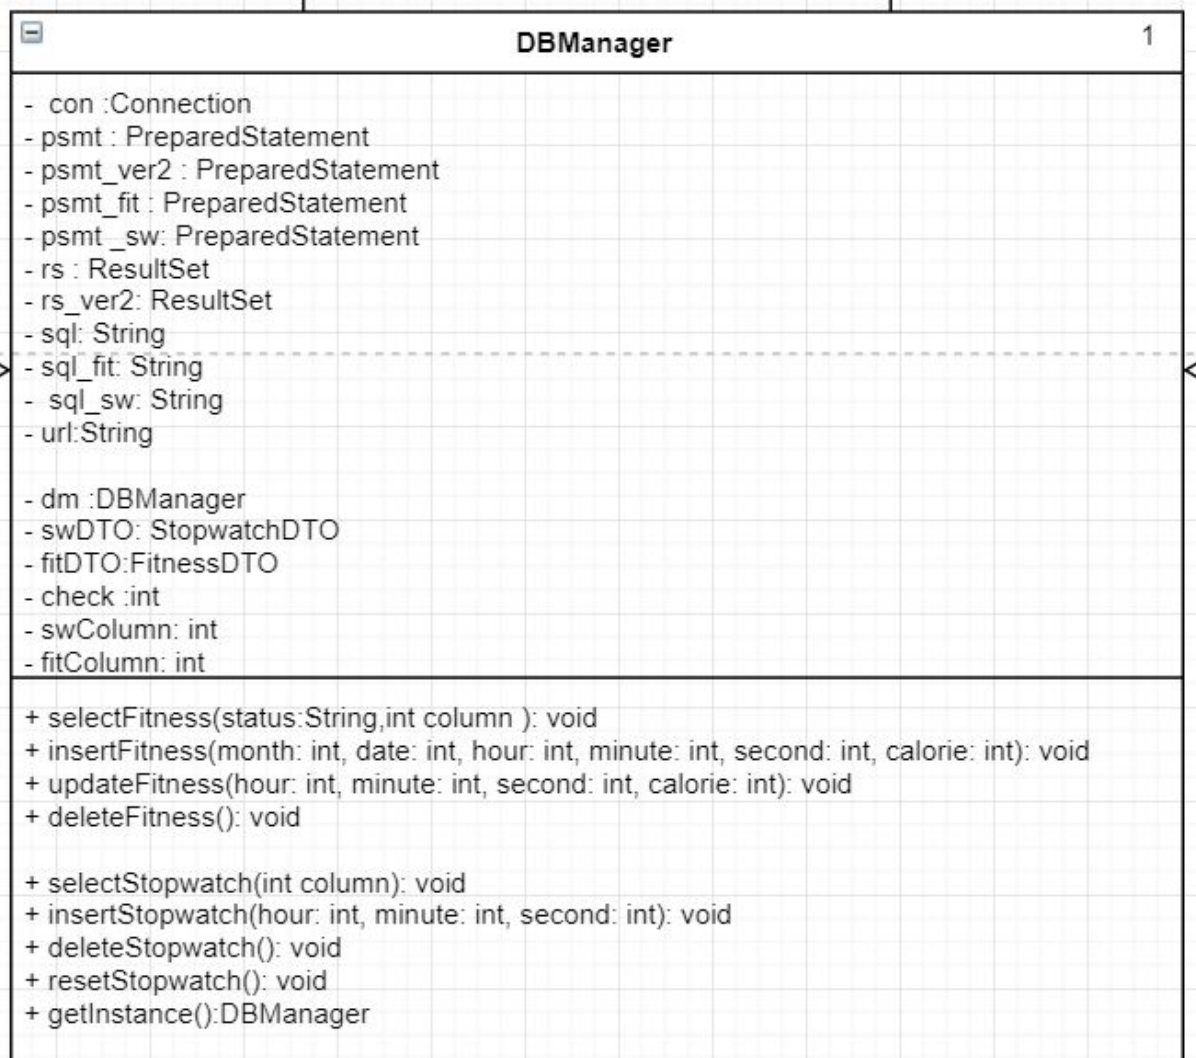 DBManager
1
- con :Connection
- psmt : PreparedStatement
- psmt_ver2 : PreparedStatement
- psmt_fit : PreparedStatement
- psmt _sw: PreparedStatement
- rs : ResultSet
- rs_ver2: ResultSet
- sql: String
- sql_fit: String
- sql_sw: String
- url:String
- dm :DBManager
- swDTO: StopwatchDTO
- fitDTO:FitnessDTO
- check :int
- swColumn: int
- fitColumn: int
+ selectFitness(status:String,int column ): void
+ insertFitness(month: int, date: int, hour: int, minute: int, second: int, calorie: int): void
+ updateFitness(hour: int, minute: int, second: int, calorie: int): void
+ deleteFitness(): void
+ selectStopwatch(int column): void
+ insertStopwatch(hour: int, minute: int, second: int): void
+ deleteStopwatch(): void
+ resetStopwatch(): void
+ getInstance():DBManager